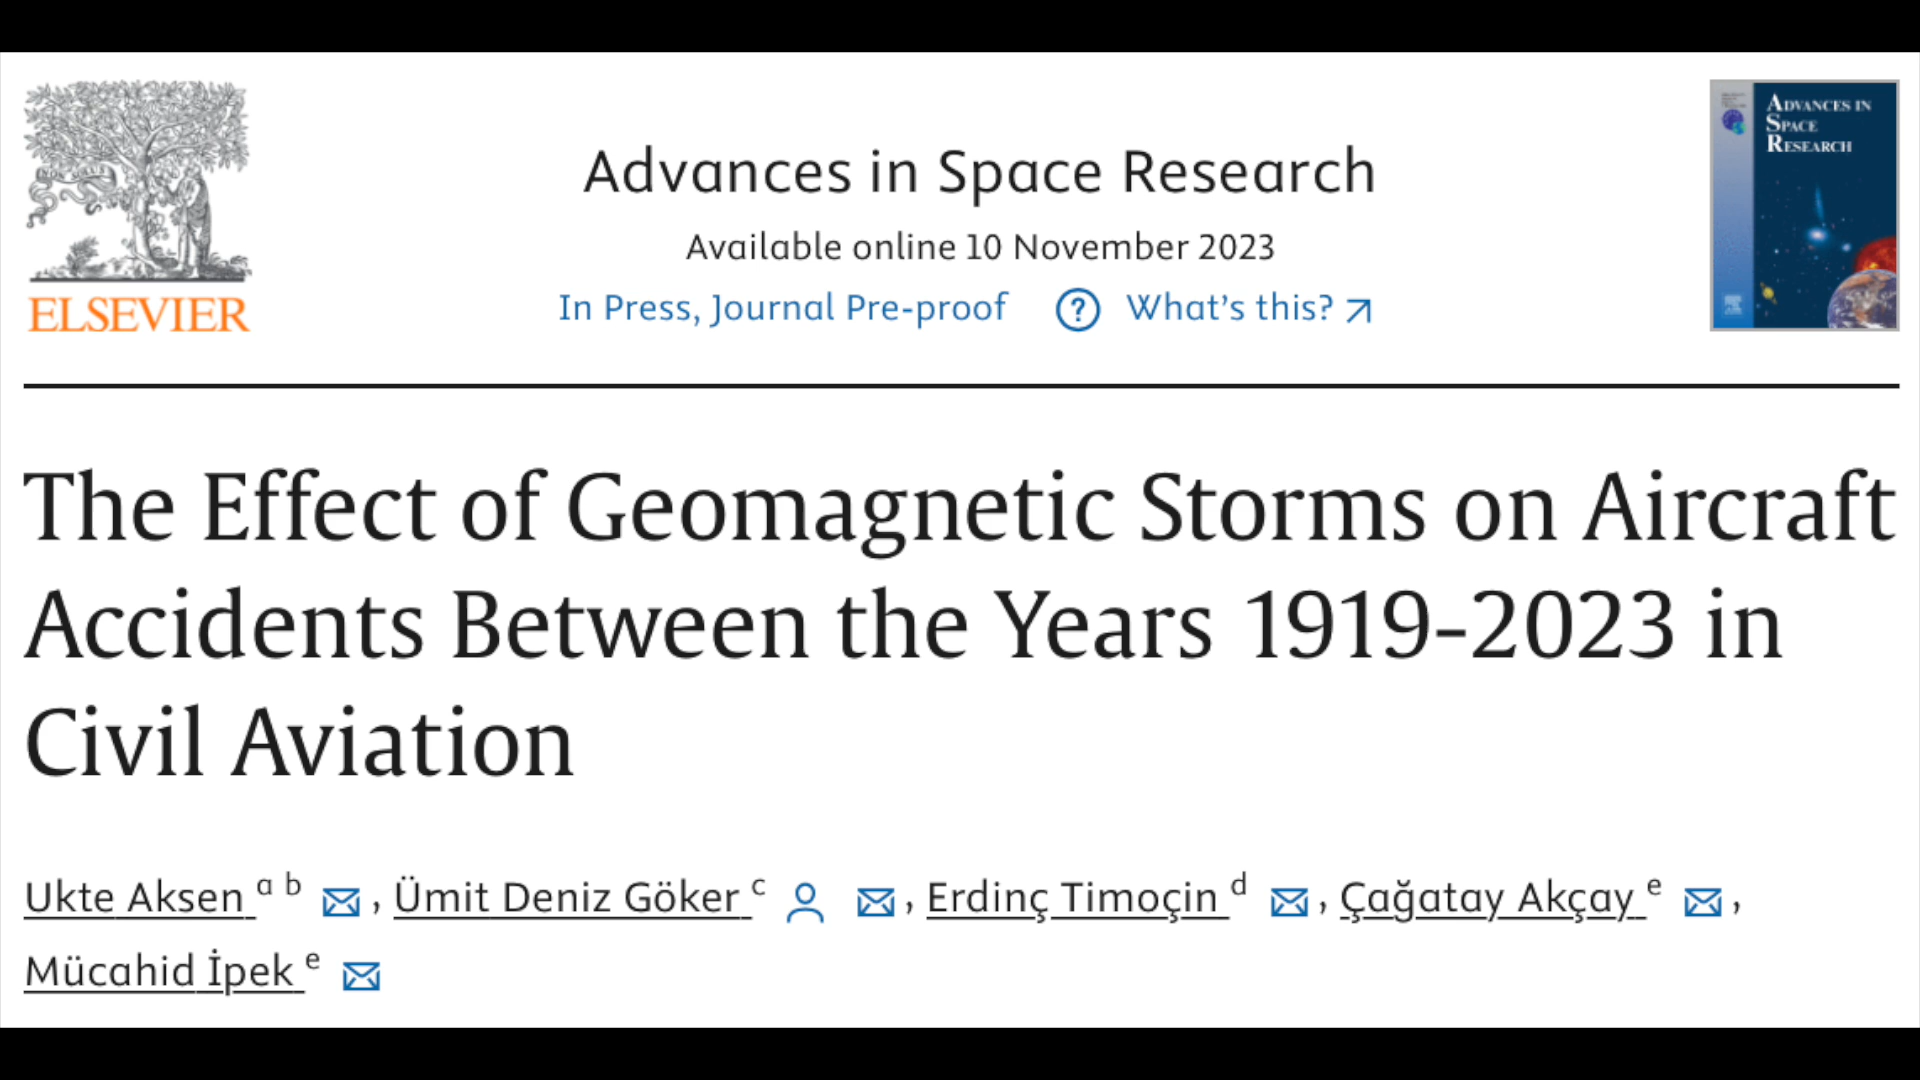 ELSEVIER
Advances in Space Research
Available online 10 November 2023
In Press, Journal Pre-proof ? What's this? ↗
ADVANCES IN
SPACE
RESEARCH
The Effect of Geomagnetic Storms on Aircraft
Accidents Between the Years 1919-2023 in
Civil Aviation
Ukte Aksen a b, Ümit Deniz Göker c, Erdinç Timoçin d, Çağatay Akçay e,
Mücahid İpek e